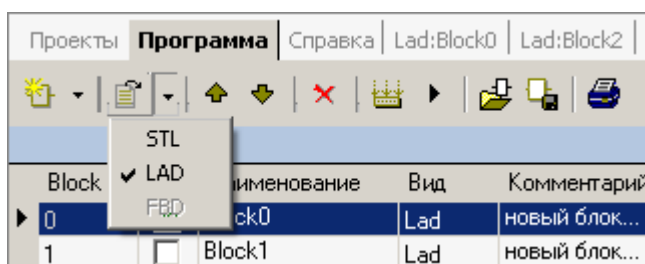 Проекты Программа Справка Lad:Block0 Lad:Block2
STL
LAD
FBD
Block именование Вид Комментарий
0 ck0 Lad новый блок...
1 Block1 Lad новый блок...